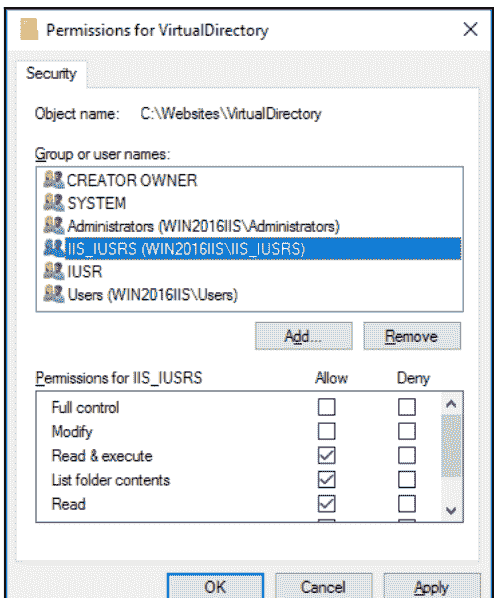 Permissions for VirtualDirectory
Security
Object name: C:\Websites\VirtualDirectory
Group or user names:
CREATOR OWNER
SYSTEM
Administrators (WIN2016IIS\Administrators)
IIS_IUSRS (WIN2016IIS\IIS_IUSRS)
IUSR
Users (WIN2016IIS\Users)
Add... Remove
Permissions for IIS_IUSRS Allow Deny
Full control
Modify
Read & execute
List folder contents
Read
OK Cancel Apply